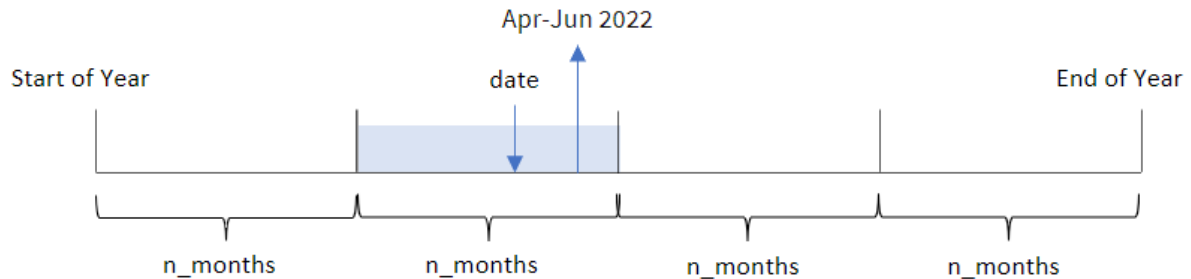 Apr-Jun 2022
Start of Year
date
End of Year
n_months
n_months
n_months
n_months